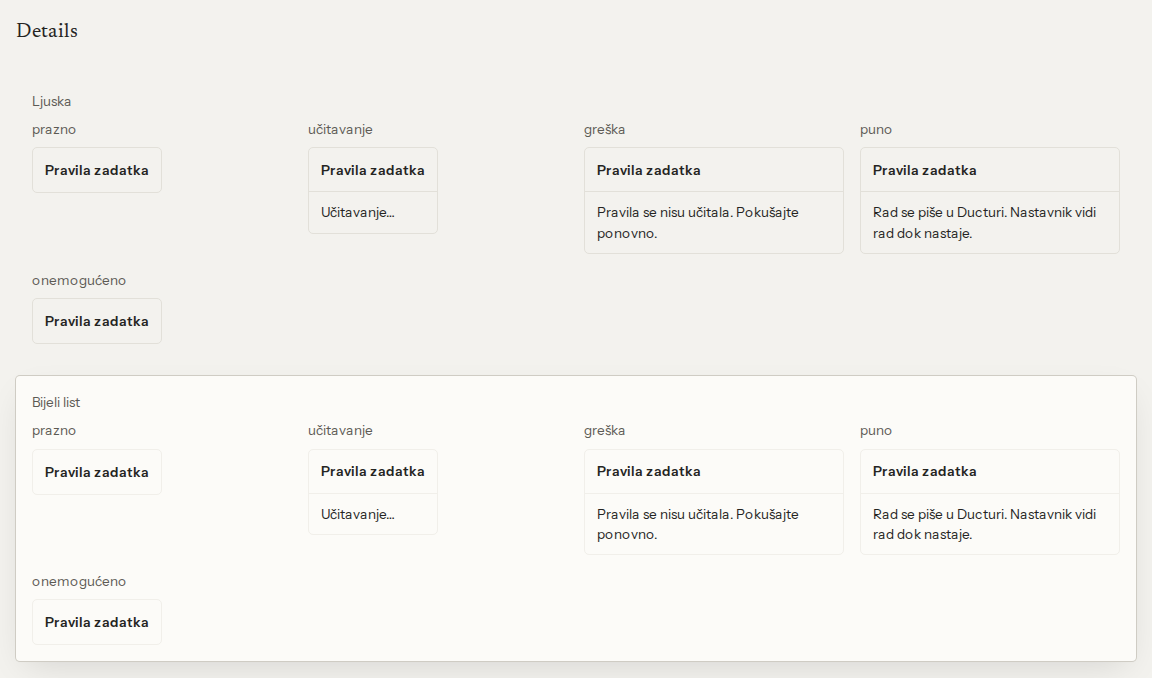 Details
Ljuska
prazno
učitavanje
greška
puno
Pravila zadatka
Pravila zadatka
Pravila zadatka
Pravila zadatka
Učitavanje...
Pravila se nisu učitala. Pokušajte
ponovno.
Rad se piše u Ducturi. Nastavnik vidi
rad dok nastaje.
onemogućeno
Pravila zadatka
Bijeli list
prazno
učitavanje
greška
puno
Pravila zadatka
Pravila zadatka
Pravila zadatka
Pravila zadatka
Učitavanje...
Pravila se nisu učitala. Pokušajte
ponovno.
Rad se piše u Ducturi. Nastavnik vidi
rad dok nastaje.
onemogućeno
Pravila zadatka